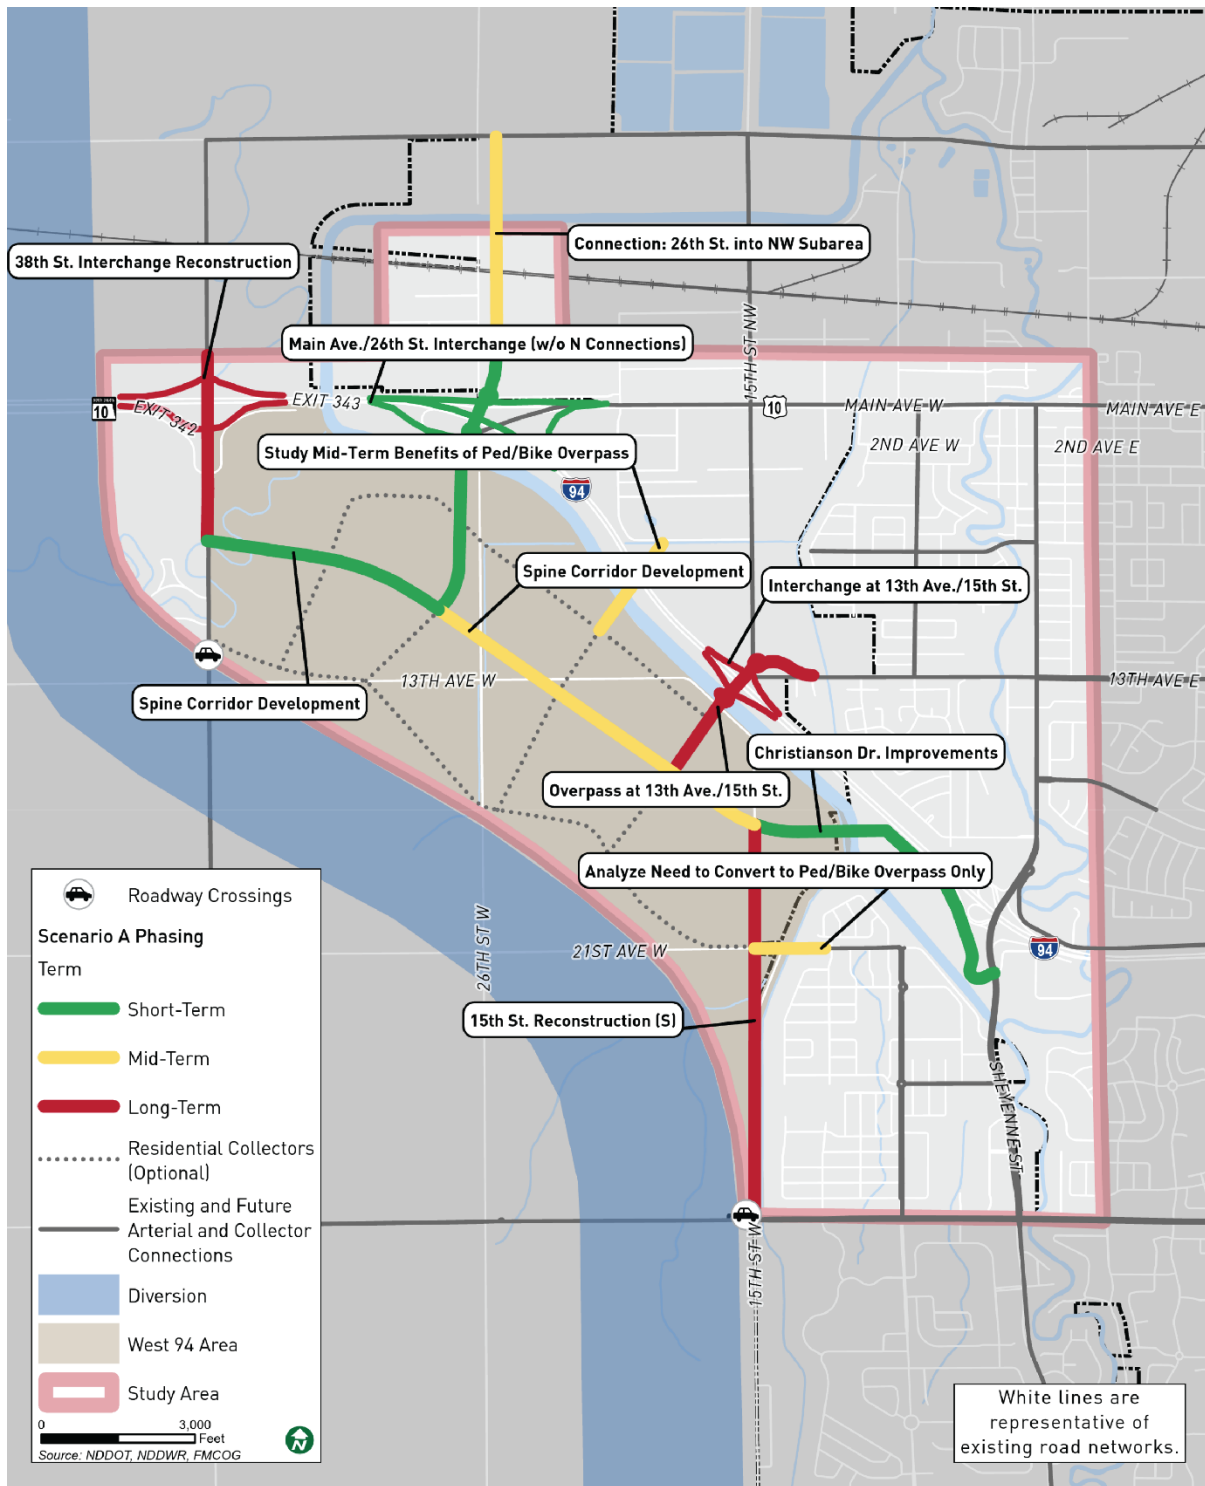 Connection: 26th St. into NW Subarea
38th St. Interchange Reconstruction
15TH ST NW
Main Ave./26th St. Interchange (w/o N Connections)
10
EXIT 342
EXIT 343
10
MAIN AVE W
MAIN AVE E
2ND AVE W
2ND AVE E
Study Mid-Term Benefits of Ped/Bike Overpass
94
Spine Corridor Development
Interchange at 13th Ave./15th St.
13TH AVE W
13TH AVE E
Spine Corridor Development
Christianson Dr. Improvements
Overpass at 13th Ave./15th St.
Analyze Need to Convert to Ped/Bike Overpass Only
26TH ST W
21ST AVE W
94
15th St. Reconstruction (S)
SHEYENNE ST
15TH ST W
Roadway Crossings
Scenario A Phasing
Term
Short-Term
Mid-Term
Long-Term
Residential Collectors
(Optional)
Existing and Future
Arterial and Collector
Connections
Diversion
West 94 Area
Study Area
0 3,000
Feet
N
Source: NDDOT, NDDWR, FMCOG
White lines are
representative of
existing road networks.